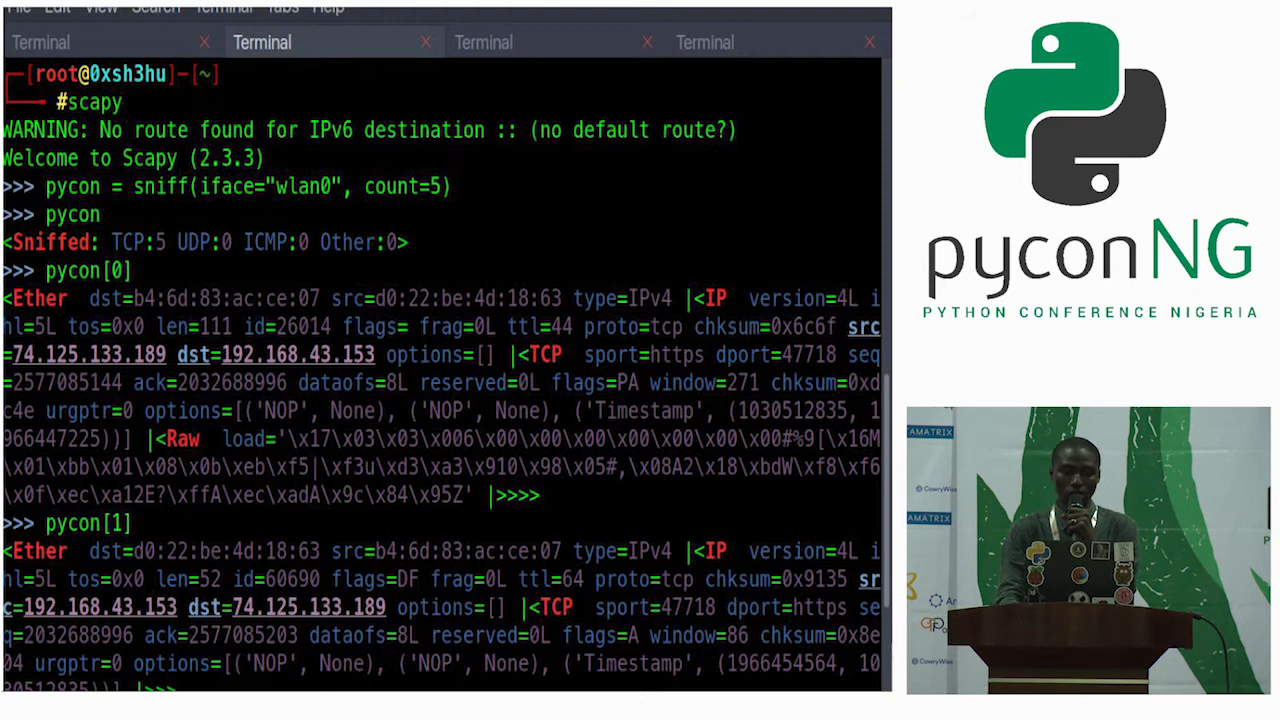 File Edit View Search Terminal Tabs Help
Terminal X Terminal X Terminal X Terminal X
[root@0xsh3hu]-[~]
#scapy
WARNING: No route found for IPv6 destination :: (no default route?)
Welcome to Scapy (2.3.3)
>>> pycon = sniff(iface="wlan0", count=5)
>>> pycon
<Sniffed: TCP:5 UDP:0 ICMP:0 Other:0>
>>> pycon[0]
<Ether dst=b4:6d:83:ac:ce:07 src=d0:22:be:4d:18:63 type=IPv4 |<IP version=4L i
hl=5L tos=0x0 len=111 id=26014 flags= frag=0L ttl=44 proto=tcp chksum=0x6c6f src
=74.125.133.189 dst=192.168.43.153 options=[] |<TCP sport=https dport=47718 seq
=2577085144 ack=2032688996 dataofs=8L reserved=0L flags=PA window=271 chksum=0xd
c4e urgptr=0 options=[('NOP', None), ('NOP', None), ('Timestamp', (1030512835, 1
966447225))] |<Raw load='\x17\x03\x03\x006\x00\x00\x00\x00\x00\x00\x00#%9[\x16M
\x01\xbb\x01\x08\x0b\xeb\xf5|\xf3u\xd3\xa3\x910\x98\x05#,\x08A2\x18\xbdW\xf8\xf6
\x0f\xec\xa12E?\xffA\xec\xadA\x9c\x84\x95Z' |>>>>
>>> pycon[1]
<Ether dst=d0:22:be:4d:18:63 src=b4:6d:83:ac:ce:07 type=IPv4 |<IP version=4L i
hl=5L tos=0x0 len=52 id=60690 flags=DF frag=0L ttl=64 proto=tcp chksum=0x9135 sr
c=192.168.43.153 dst=74.125.133.189 options=[] |<TCP sport=47718 dport=https se
q=2032688996 ack=2577085203 dataofs=8L reserved=0L flags=A window=86 chksum=0x8e
04 urgptr=0 options=[('NOP', None), ('NOP', None), ('Timestamp', (1966454564, 10
30512835))] |>>>
pyconNG
PYTHON CONFERENCE NIGERIA
DATAMATRIX
CowryWise
DATAMATRIX
CowryWise